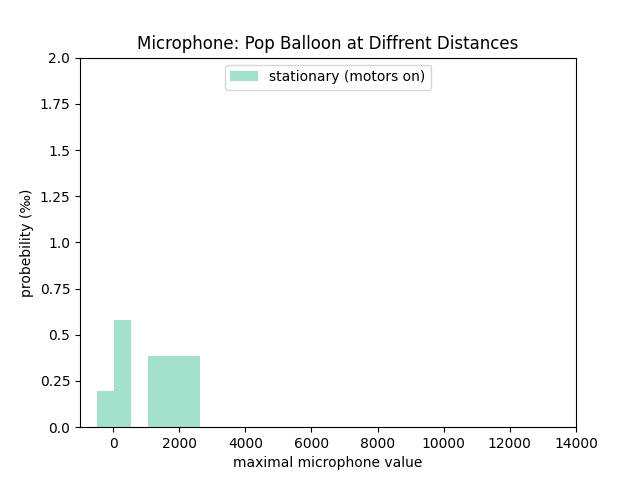 Microphone: Pop Balloon at Diffrent Distances
stationary (motors on)
2.0
1.75
1.5
1.25
1.0
0.75
0.5
0.25
0.0
probebility (‰)
0 2000 4000 6000 8000 10000 12000 14000
maximal microphone value